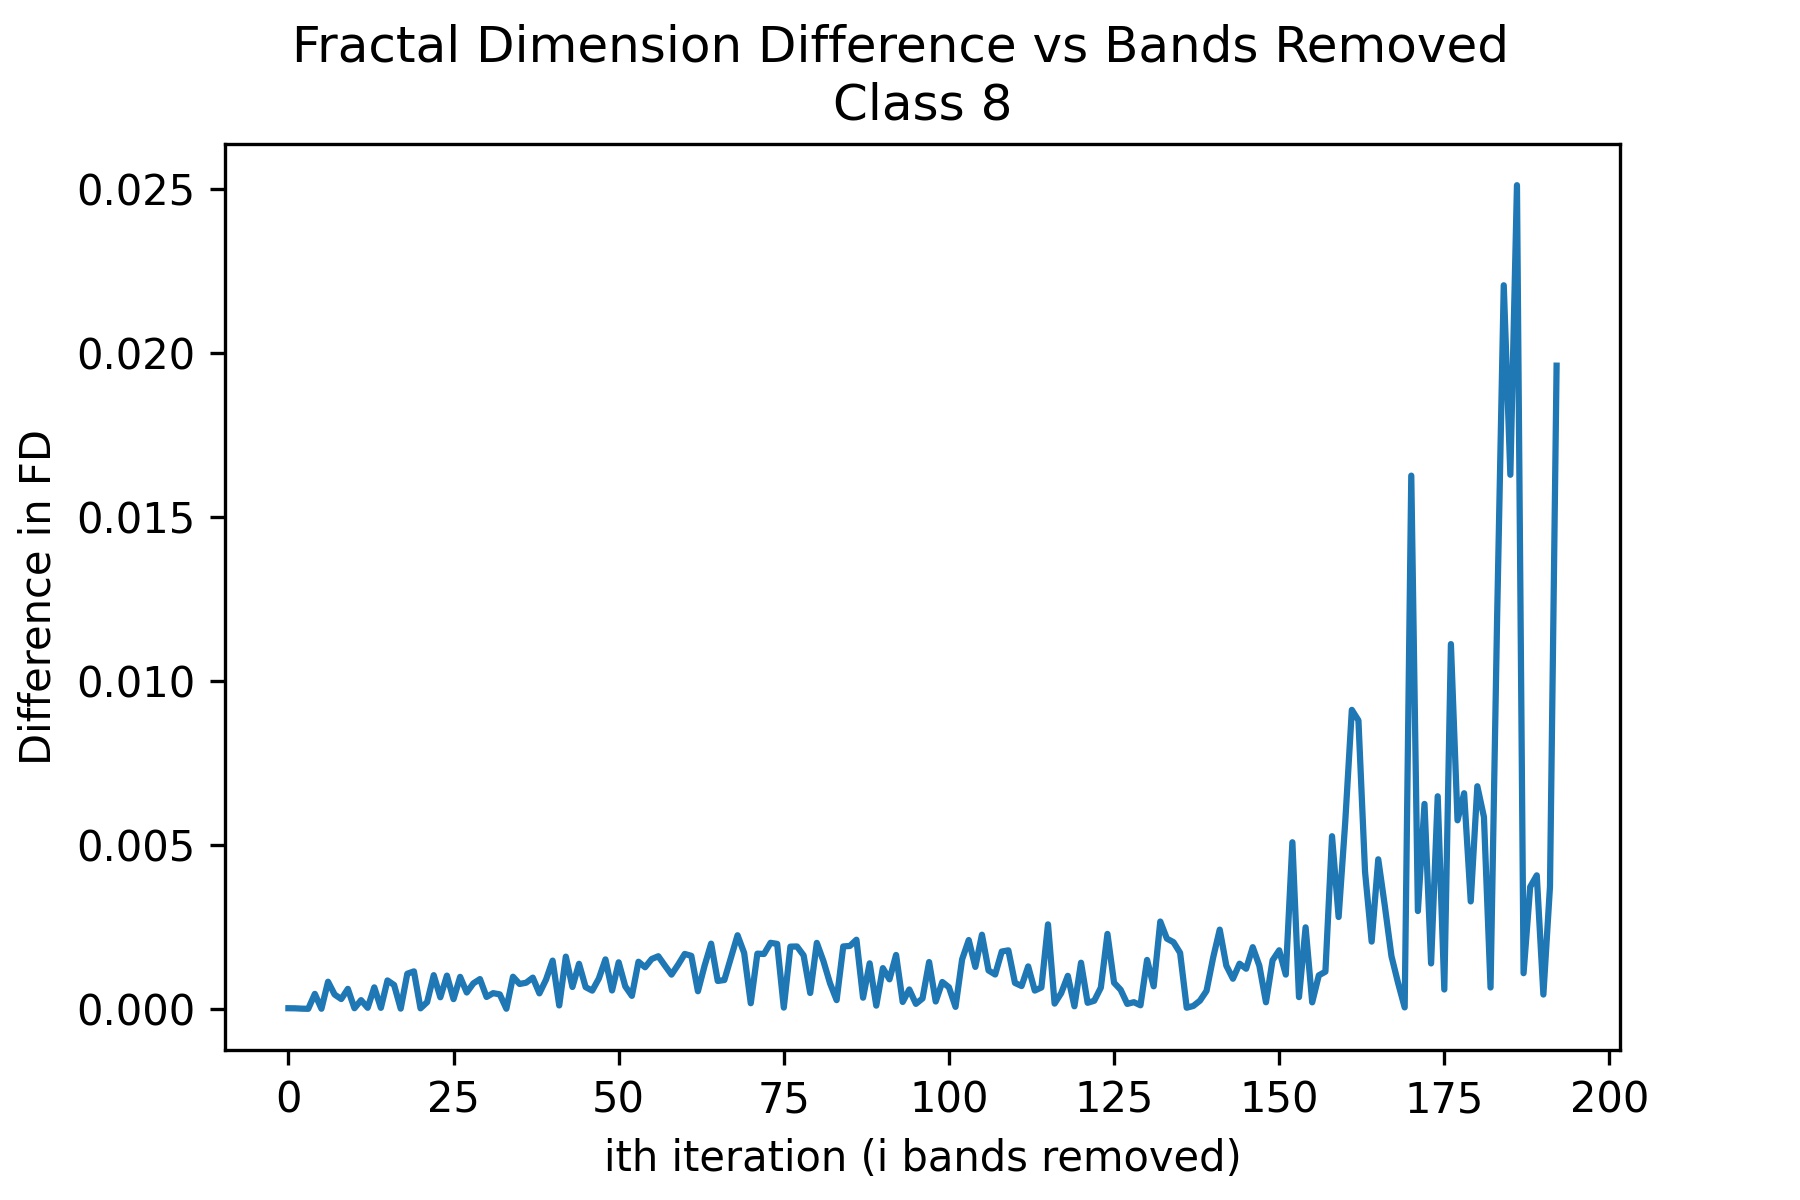 Fractal Dimension Difference vs Bands Removed
Class 8
0.025
0.020
0.015
0.010
0.005
0.000
Difference in FD
0 25 50 75 100 125 150 175 200
ith iteration (i bands removed)